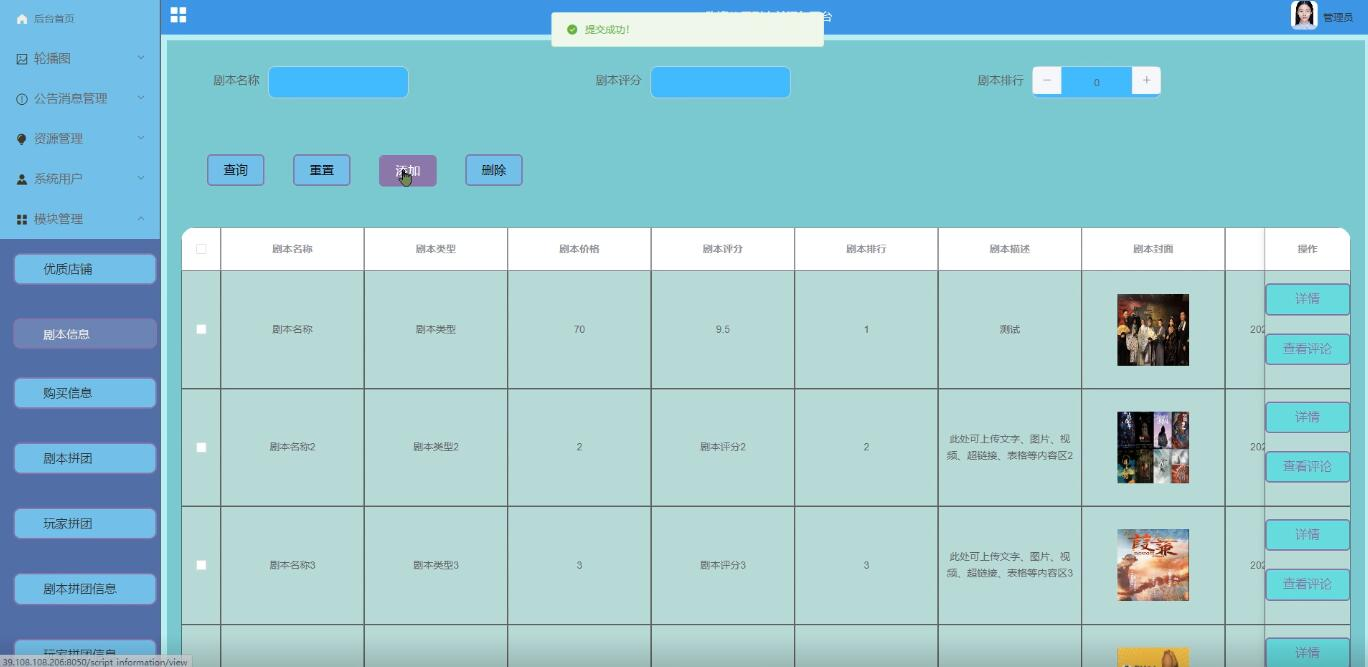 后台首页
管理员
提交成功!
轮播图
公告消息管理
资源管理
系统用户
模块管理
优质店铺
剧本信息
购买信息
剧本拼团
玩家拼团
剧本拼团信息
玩家拼团信息
剧本名称
剧本评分
剧本排行
－ 0 +
查询 重置 添加 删除
剧本名称 剧本类型 剧本价格 剧本评分 剧本排行 剧本描述 剧本封面 操作
剧本名称 剧本类型 70 9.5 1 测试 202 详情
查看评论
剧本名称2 剧本类型2 2 剧本评分2 2 此处可上传文字、图片、视
频、超链接、表格等内容区2 202 详情
查看评论
剧本名称3 剧本类型3 3 剧本评分3 3 此处可上传文字、图片、视
频、超链接、表格等内容区3 202 详情
查看评论
详情
39.108.108.206:8050/script_information/view